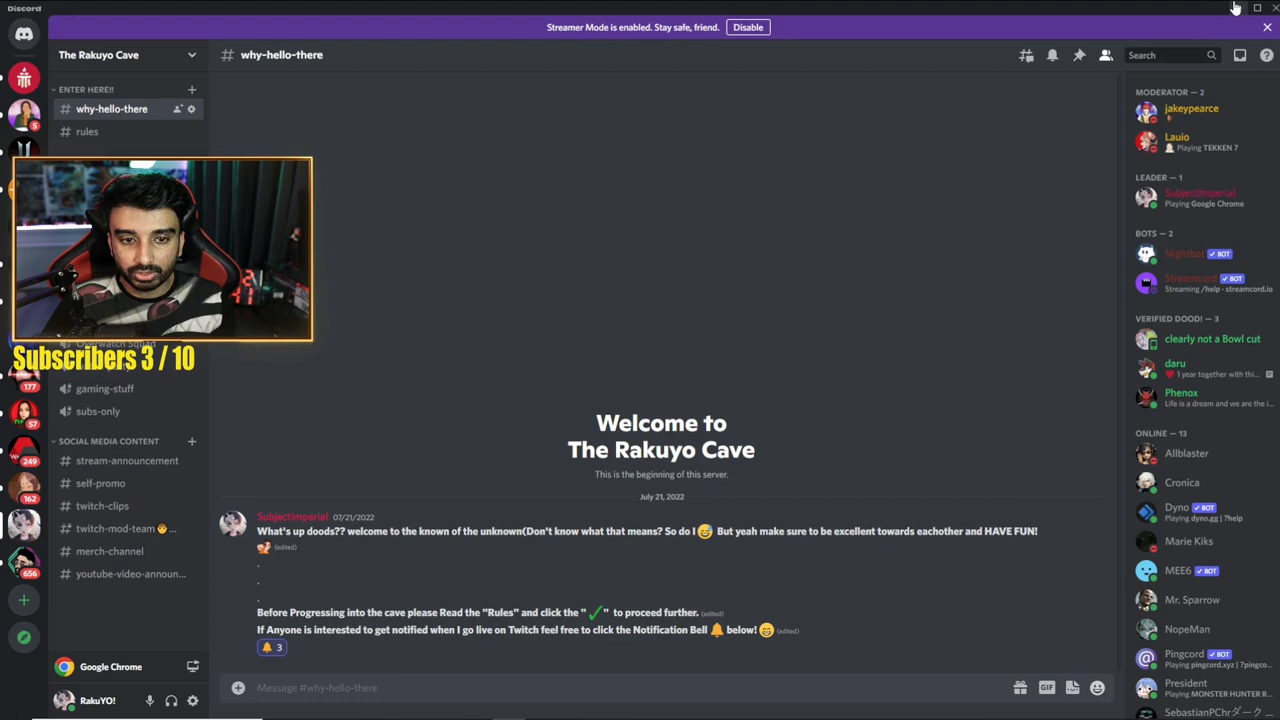 Discord
Streamer Mode is enabled. Stay safe, friend.
Disable
The Rakuyo Cave
why-hello-there
Search
ENTER HERE!!
why-hello-there
rules
Subscribers 3 / 10
gaming-stuff
subs-only
SOCIAL MEDIA CONTENT
stream-announcement
self-promo
twitch-clips
twitch-mod-team 
merch-channel
youtube-video-announ...
Google Chrome
RakuYO!
5
177
57
249
162
656
Welcome to
The Rakuyo Cave
This is the beginning of this server.
July 21, 2022
SubjectImperial 07/21/2022
What's up doods?? welcome to the known of the unknown(Don't know what that means? So do I 😅 But yeah make sure to be excellent towards eachother and HAVE FUN!
(edited)
.
.
.
Before Progressing into the cave please Read the "Rules" and click the "✓" to proceed further. (edited)
If Anyone is interested to get notified when I go live on Twitch feel free to click the Notification Bell 🔔 below! 😁 (edited)
🔔 3
Message #why-hello-there
GIF
MODERATOR — 2
jakeypearce
Lauio
Playing TEKKEN 7
LEADER — 1
SubjectImperial
Playing Google Chrome
BOTS — 2
Nightbot ✓ BOT
Streamcord ✓ BOT
Streaming /help · streamcord.io
VERIFIED DOOD! — 3
clearly not a Bowl cut
daru
1 year together with thi...
Phenox
Life is a dream and we are the i...
ONLINE — 13
Allblaster
Cronica
Dyno ✓ BOT
Playing dyno.gg | ?help
Marie Kiks
MEE6 ✓ BOT
Mr. Sparrow
NopeMan
Pingcord ✓ BOT
Playing pingcord.xyz | ?pingco...
President
Playing MONSTER HUNTER R...
SebastianPChrダーク...